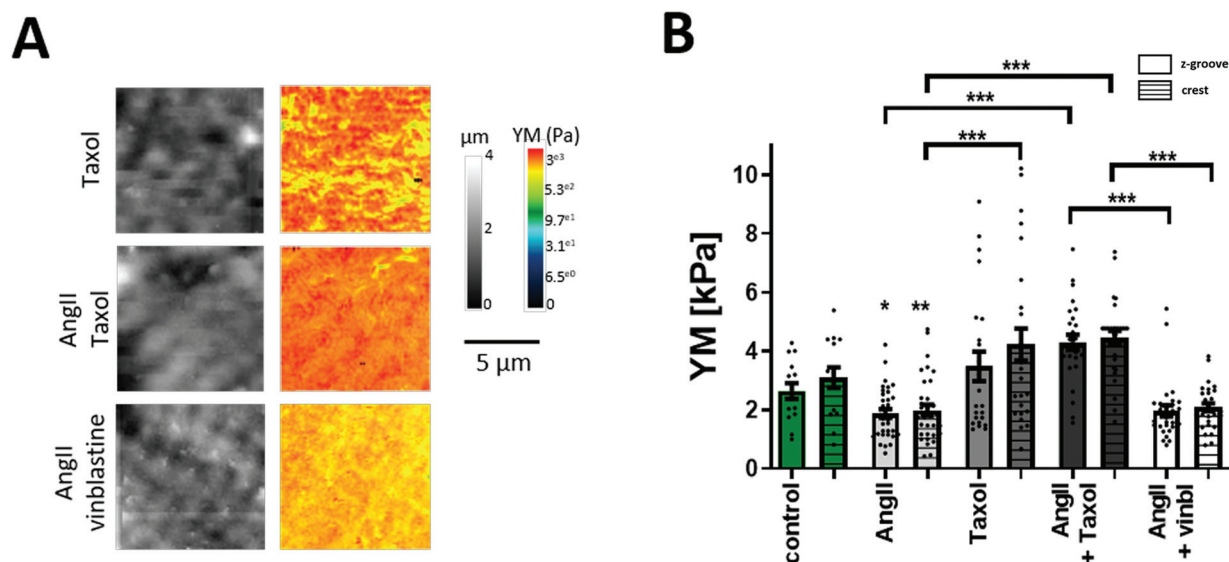 A
Taxol
AngII
Taxol
AngII
vinblastine
µm
4
2
0
YM (Pa)
3e3
5.3e2
9.7e1
3.1e1
6.5e0
0
5 µm
B
z-groove
crest
***
***
***
***
***
*
**
YM [kPa]
10
8
6
4
2
0
control
AngII
Taxol
AngII
+ Taxol
AngII
+ vinbl